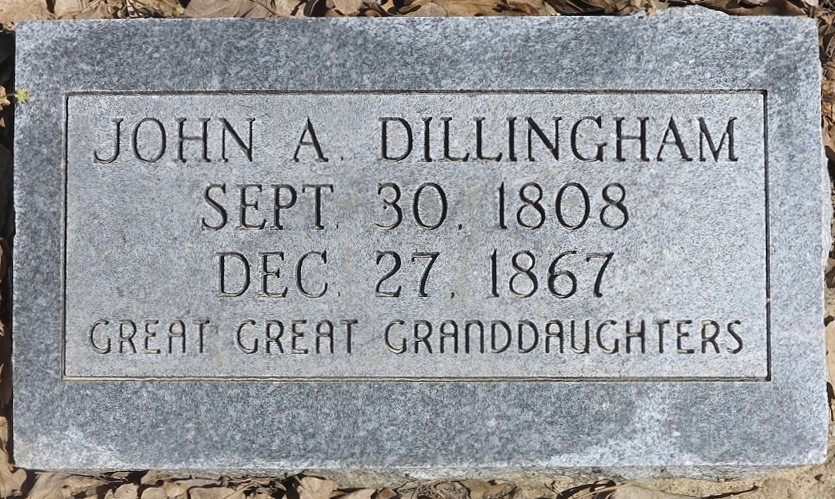 JOHN A. DILLINGHAM
SEPT. 30, 1808
DEC. 27, 1867
GREAT GREAT GRANDDAUGHTERS